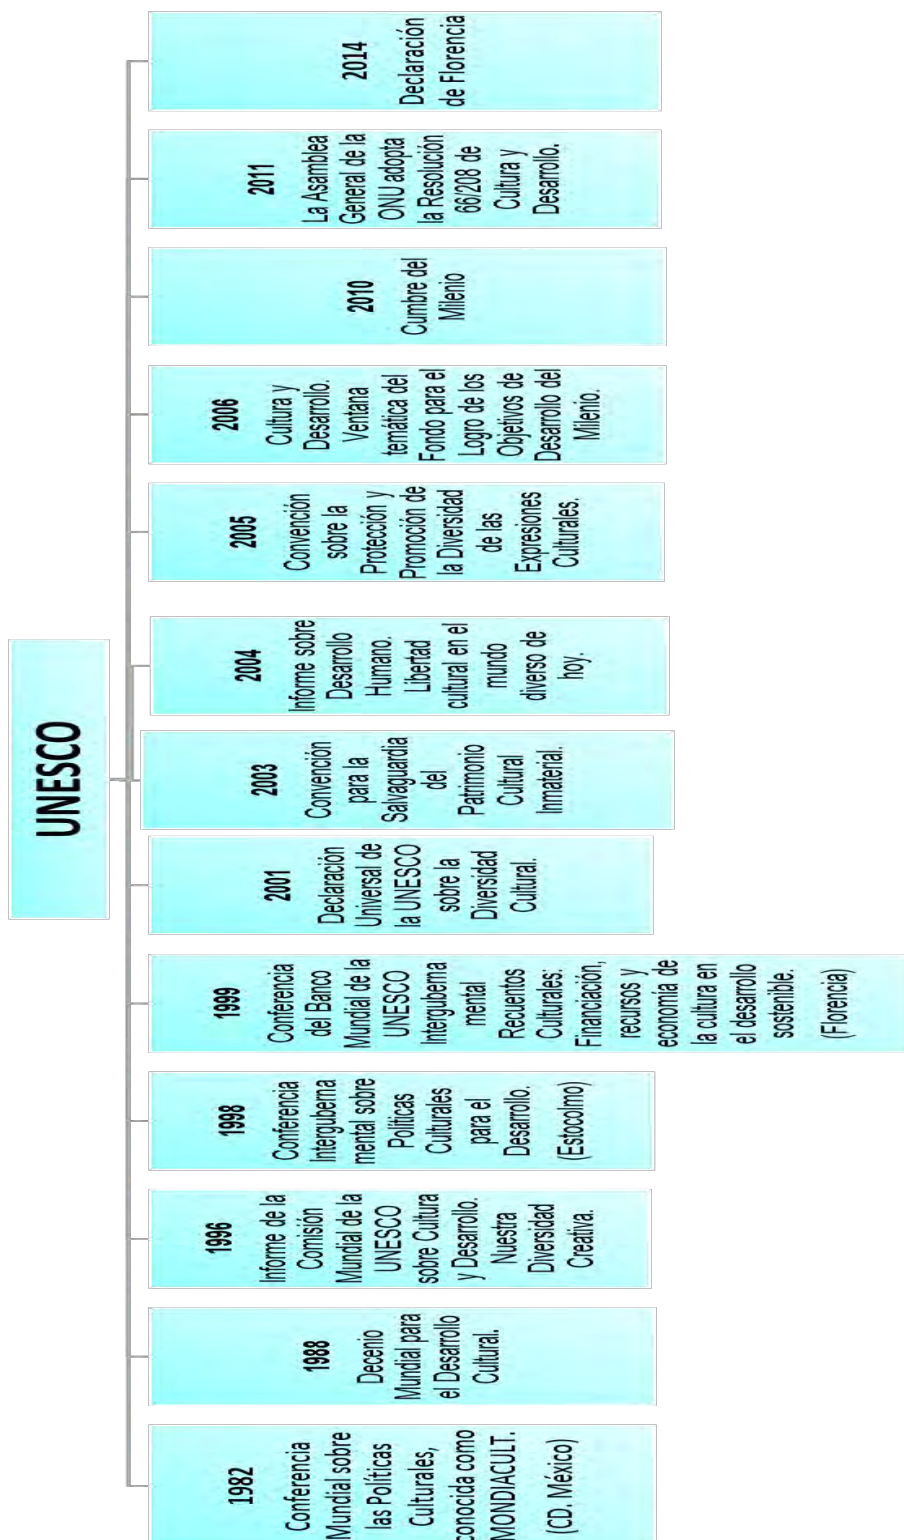 UNESCO
1982
Conferencia
Mundial sobre
las Políticas
Culturales,
conocida como
MONDIACULT.
(CD. México)
1988
Decenio
Mundial para
el Desarrollo
Cultural.
1996
Informe de la
Comisión
Mundial de la
UNESCO
sobre Cultura
y Desarrollo.
Nuestra
Diversidad
Creativa.
1998
Conferencia
Interguberna
mental sobre
Políticas
Culturales
para el
Desarrollo.
(Estocolmo)
1999
Conferencia
del Banco
Mundial de la
UNESCO
Interguberna
mental
Recuentos
Culturales:
Financiación,
recursos y
economía de
la cultura en
el desarrollo
sostenible.
(Florencia)
2001
Declaración
Universal de
la UNESCO
sobre la
Diversidad
Cultural.
2003
Convención
para la
Salvaguardia
del
Patrimonio
Cultural
Inmaterial.
2004
Informe sobre
Desarrollo
Humano.
Libertad
cultural en el
mundo
diverso de
hoy.
2005
Convención
sobre la
Protección y
Promoción de
la Diversidad
de las
Expresiones
Culturales.
2006
Cultura y
Desarrollo.
Ventana
temática del
Fondo para el
Logro de los
Objetivos de
Desarrollo del
Milenio.
2010
Cumbre del
Milenio
2011
La Asamblea
General de la
ONU adopta
la Resolución
66/208 de
Cultura y
Desarrollo.
2014
Declaración
de Florencia